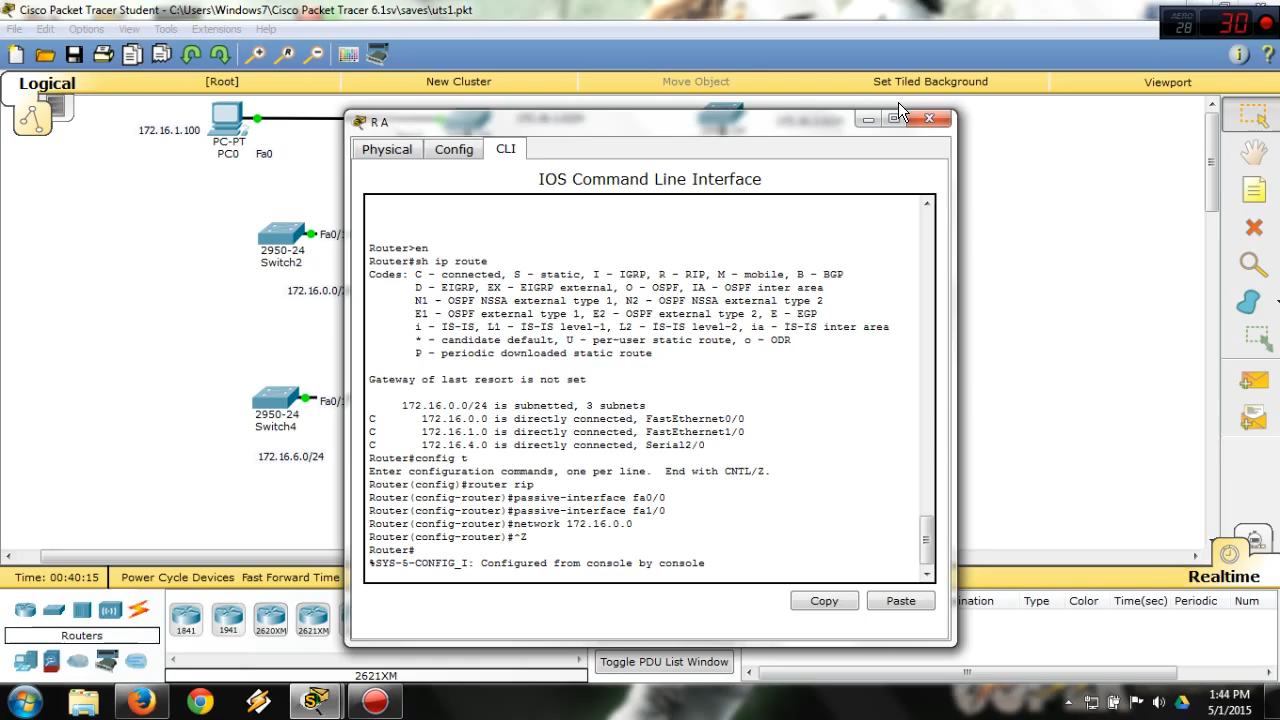 Cisco Packet Tracer Student - C:\Users\Windows7\Cisco Packet Tracer 6.1sv\saves\uts1.pkt
File Edit Options View Tools Extensions Help
AERO 28 30
Logical [Root] New Cluster Move Object Set Tiled Background Viewport
172.16.1.100
PC-PT
PC0 Fa0
Fa0/
2950-24
Switch2
172.16.0.0/
Fa0/
2950-24
Switch4
172.16.6.0/24
R A
Physical Config CLI
IOS Command Line Interface
Router>en
Router#sh ip route
Codes: C - connected, S - static, I - IGRP, R - RIP, M - mobile, B - BGP
D - EIGRP, EX - EIGRP external, O - OSPF, IA - OSPF inter area
N1 - OSPF NSSA external type 1, N2 - OSPF NSSA external type 2
E1 - OSPF external type 1, E2 - OSPF external type 2, E - EGP
i - IS-IS, L1 - IS-IS level-1, L2 - IS-IS level-2, ia - IS-IS inter area
* - candidate default, U - per-user static route, o - ODR
P - periodic downloaded static route
Gateway of last resort is not set
172.16.0.0/24 is subnetted, 3 subnets
C 172.16.0.0 is directly connected, FastEthernet0/0
C 172.16.1.0 is directly connected, FastEthernet1/0
C 172.16.4.0 is directly connected, Serial2/0
Router#config t
Enter configuration commands, one per line. End with CNTL/Z.
Router(config)#router rip
Router(config-router)#passive-interface fa0/0
Router(config-router)#passive-interface fa1/0
Router(config-router)#network 172.16.0.0
Router(config-router)#^Z
Router#
%SYS-5-CONFIG_I: Configured from console by console
Copy Paste
Time: 00:40:15 Power Cycle Devices Fast Forward Time
Realtime
Routers
1841 1941 2620XM 2621XM
2621XM
Toggle PDU List Window
ination Type Color Time(sec) Periodic Num
1:44 PM
5/1/2015